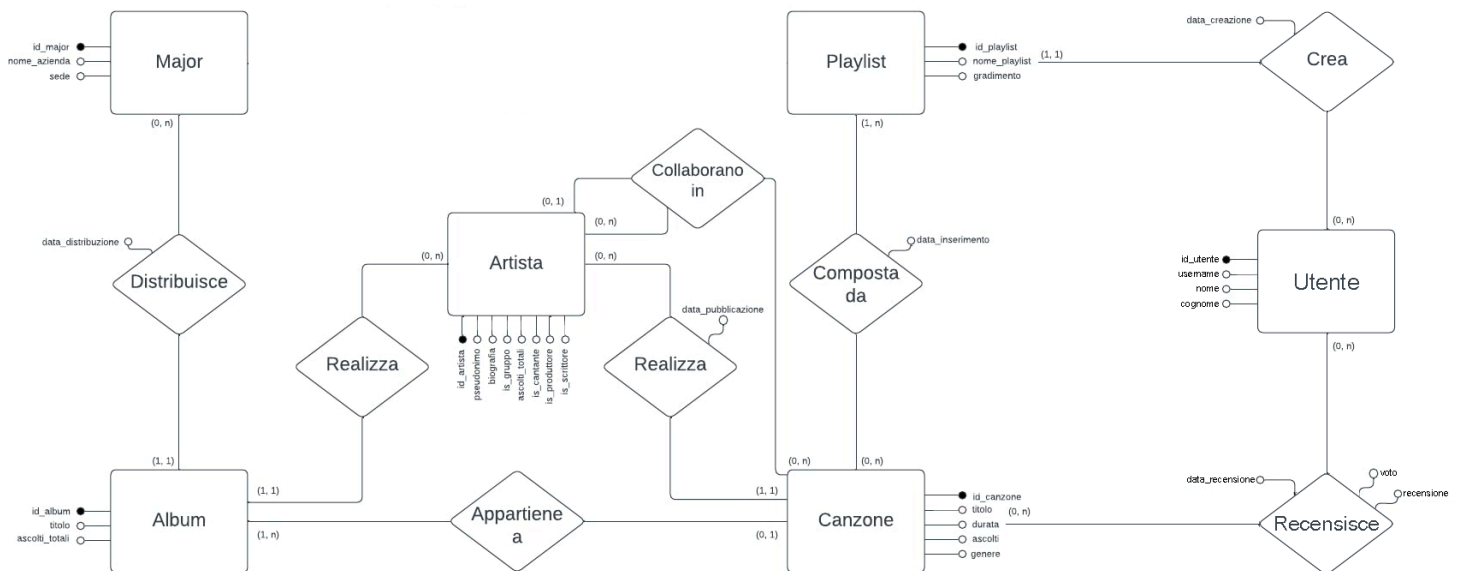 Major
id_major
nome_azienda
sede
(0, n)
Playlist
id_playlist
nome_playlist
gradimento
(1, 1)
(1, n)
data_creazione
Crea
Collaborano
in
(0, 1)
(0, n)
(0, n)
(0, n)
(0, n)
Artista
id_artista
pseudonimo
biografia
is_gruppo
ascolti_totali
is_cantante
is_produttore
is_scrittore
data_distribuzione
Distribuisce
Composta
da
data_inserimento
id_utente
username
nome
cognome
Utente
(0, n)
Realizza
data_pubblicazione
Realizza
(1, 1)
(1, 1)
(1, n)
Album
id_album
titolo
ascolti_totali
Appartiene
a
(0, n)
(0, n)
(1, 1)
(0, 1)
Canzone
id_canzone
titolo
durata
ascolti
genere
(0, n)
data_recensione
voto
recensione
Recensisce